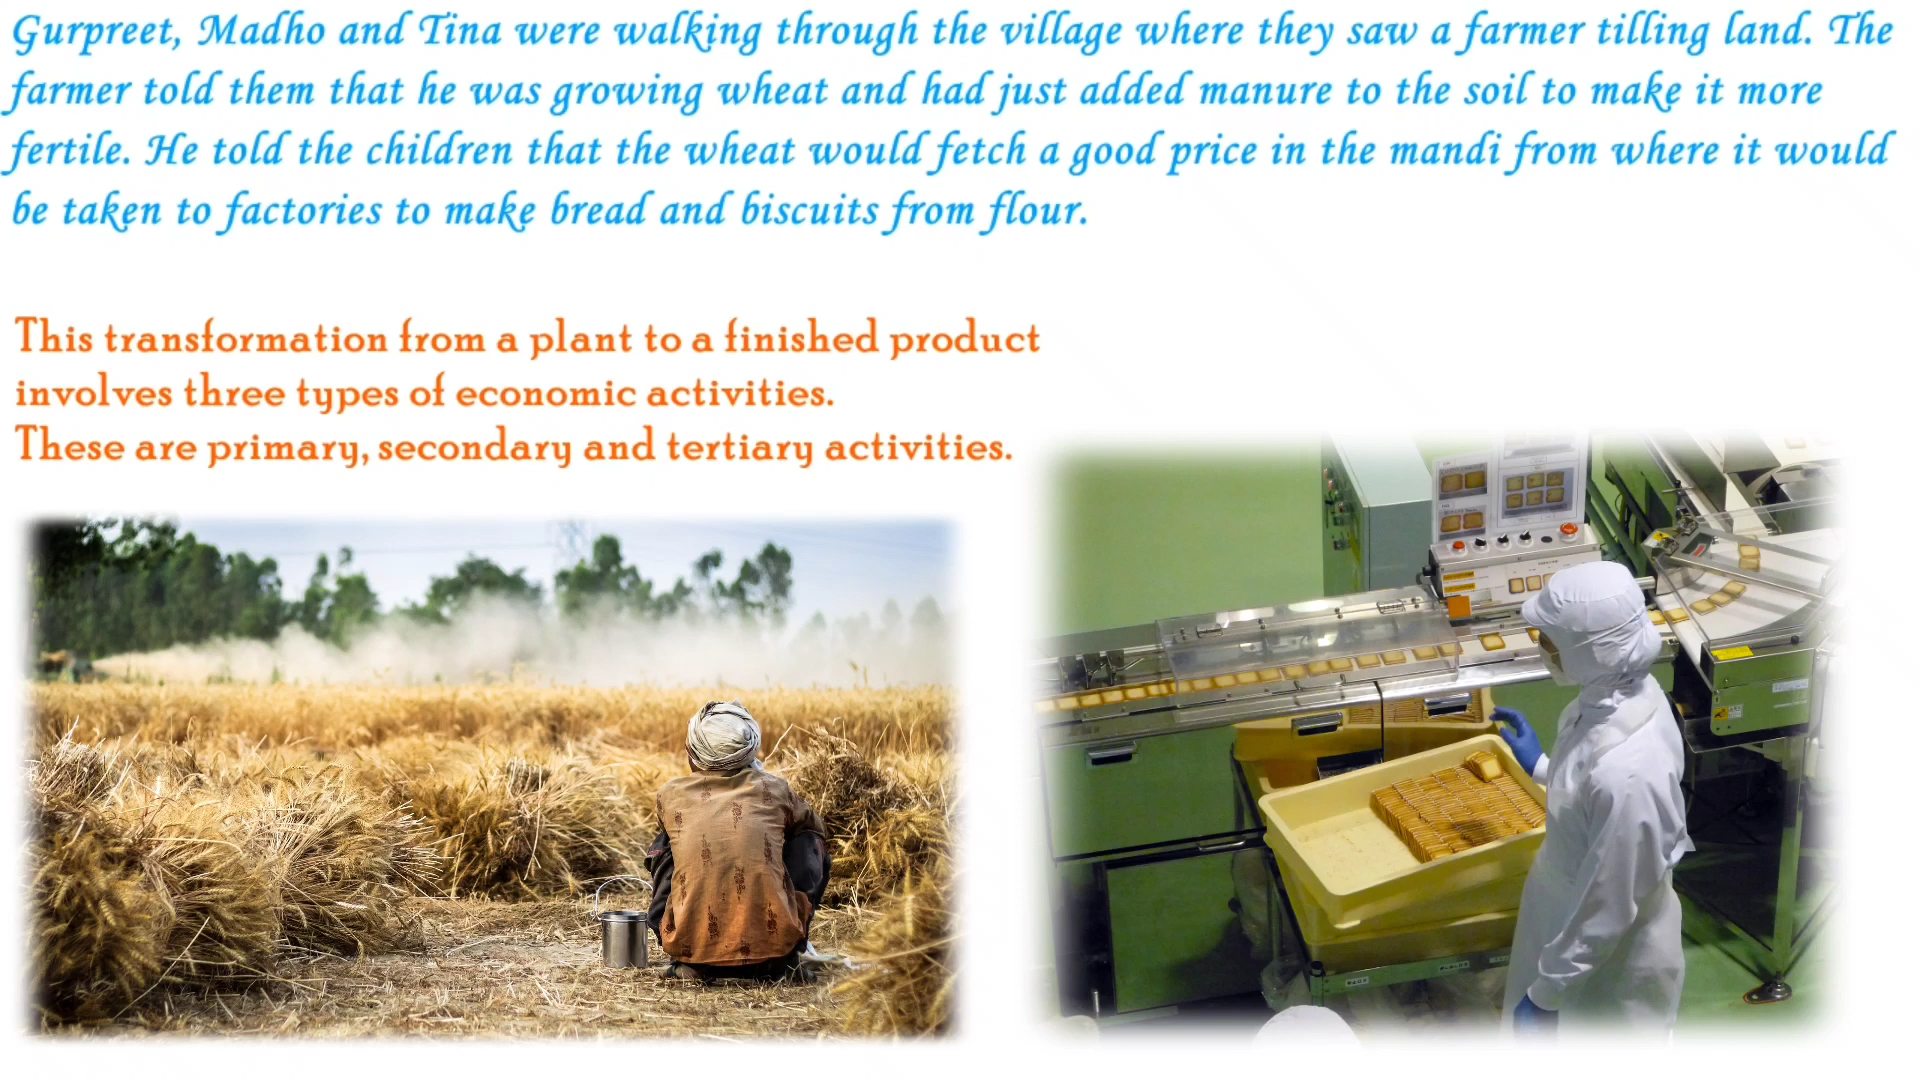 Gurpreet, Madho and Tina were walking through the village where they saw a farmer tilling land. The
farmer told them that he was growing wheat and had just added manure to the soil to make it more
fertile. He told the children that the wheat would fetch a good price in the mandi from where it would
be taken to factories to make bread and biscuits from flour.
This transformation from a plant to a finished product
involves three types of economic activities.
These are primary, secondary and tertiary activities.